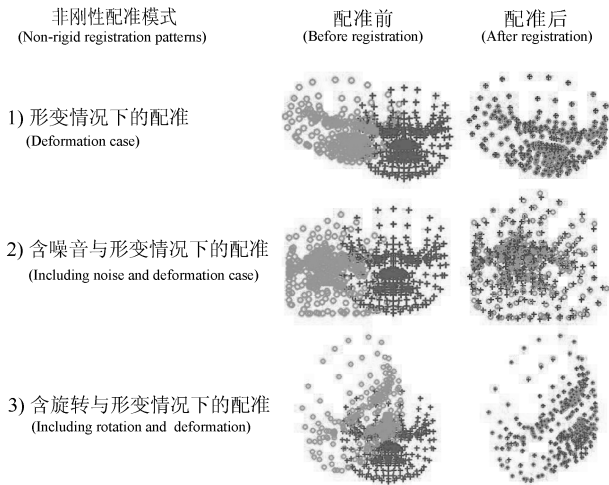 非刚性配准模式 配准前 配准后
(Non-rigid registration patterns) (Before registration) (After registration)
1) 形变情况下的配准
(Deformation case)
2) 含噪音与形变情况下的配准
(Including noise and deformation case)
3) 含旋转与形变情况下的配准
(Including rotation and deformation)